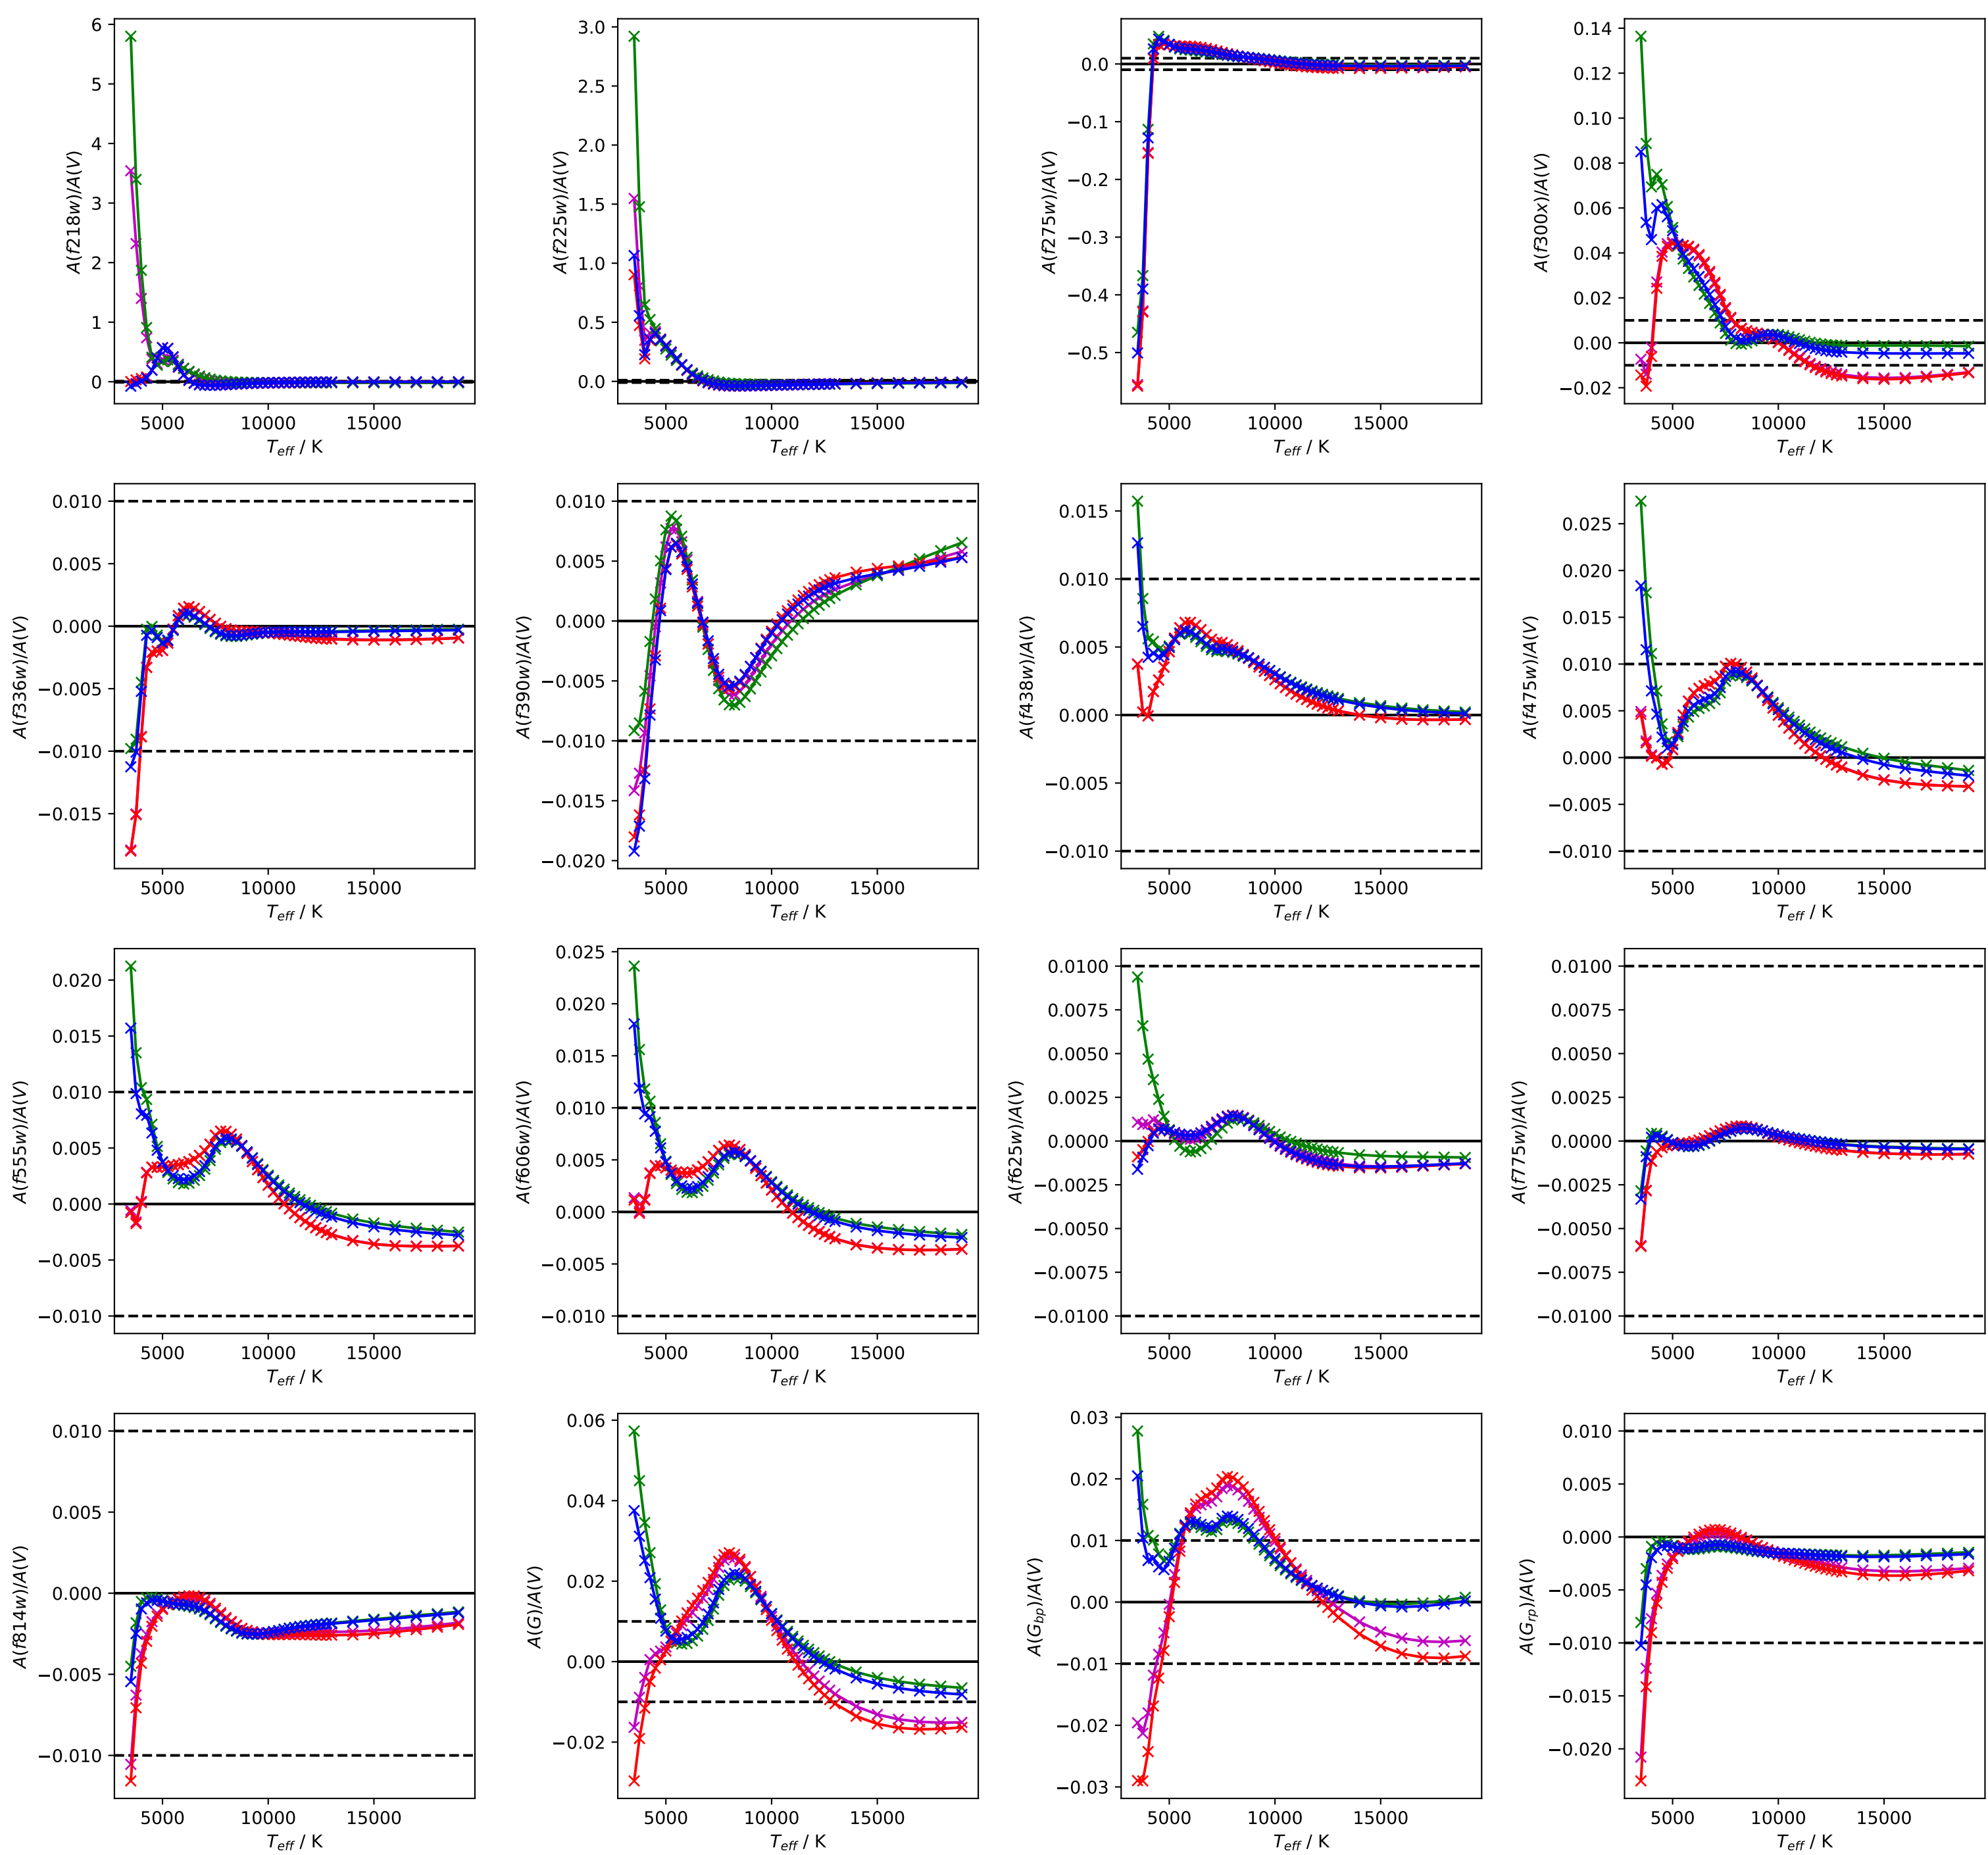 A(f218w)/A(V)
6
5
4
3
2
1
0
5000 10000 15000
T_eff / K
A(f225w)/A(V)
3.0
2.5
2.0
1.5
1.0
0.5
0.0
5000 10000 15000
T_eff / K
A(f275w)/A(V)
0.0
−0.1
−0.2
−0.3
−0.4
−0.5
5000 10000 15000
T_eff / K
A(f300x)/A(V)
0.14
0.12
0.10
0.08
0.06
0.04
0.02
0.00
−0.02
5000 10000 15000
T_eff / K
A(f336w)/A(V)
0.010
0.005
0.000
−0.005
−0.010
−0.015
5000 10000 15000
T_eff / K
A(f390w)/A(V)
0.010
0.005
0.000
−0.005
−0.010
−0.015
−0.020
5000 10000 15000
T_eff / K
A(f438w)/A(V)
0.015
0.010
0.005
0.000
−0.005
−0.010
5000 10000 15000
T_eff / K
A(f475w)/A(V)
0.025
0.020
0.015
0.010
0.005
0.000
−0.005
−0.010
5000 10000 15000
T_eff / K
A(f555w)/A(V)
0.020
0.015
0.010
0.005
0.000
−0.005
−0.010
5000 10000 15000
T_eff / K
A(f606w)/A(V)
0.025
0.020
0.015
0.010
0.005
0.000
−0.005
−0.010
5000 10000 15000
T_eff / K
A(f625w)/A(V)
0.0100
0.0075
0.0050
0.0025
0.0000
−0.0025
−0.0050
−0.0075
−0.0100
5000 10000 15000
T_eff / K
A(f775w)/A(V)
0.0100
0.0075
0.0050
0.0025
0.0000
−0.0025
−0.0050
−0.0075
−0.0100
5000 10000 15000
T_eff / K
A(f814w)/A(V)
0.010
0.005
0.000
−0.005
−0.010
5000 10000 15000
T_eff / K
A(G)/A(V)
0.06
0.04
0.02
0.00
−0.02
5000 10000 15000
T_eff / K
A(G_bp)/A(V)
0.03
0.02
0.01
0.00
−0.01
−0.02
−0.03
5000 10000 15000
T_eff / K
A(G_rp)/A(V)
0.010
0.005
0.000
−0.005
−0.010
−0.015
−0.020
5000 10000 15000
T_eff / K